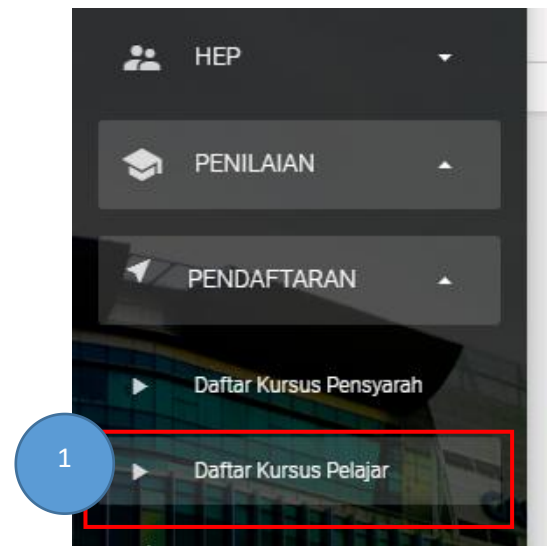 HEP
PENILAIAN
PENDAFTARAN
Daftar Kursus Pensyarah
1
Daftar Kursus Pelajar